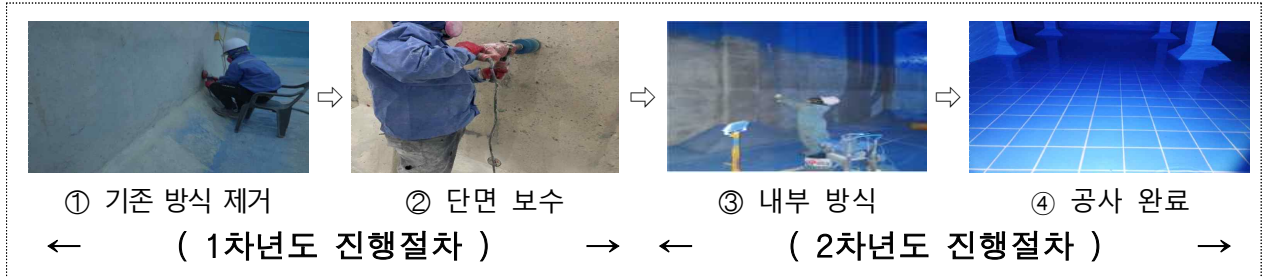 ① 기존 방식 제거 ② 단면 보수 ③ 내부 방식 ④ 공사 완료
← ( 1차년도 진행절차 ) → ← ( 2차년도 진행절차 ) →